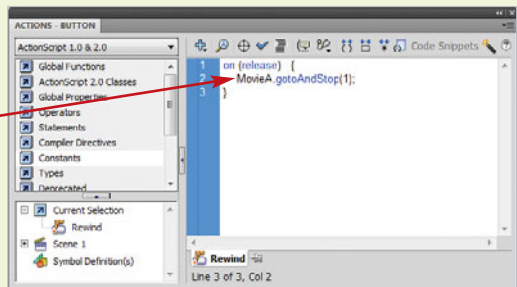 ACTIONS - BUTTON
ActionScript 1.0 & 2.0
Global Functions
ActionScript 2.0 Classes
Global Properties
Operators
Statements
Compiler Directives
Constants
Types
Deprecated
Current Selection
Rewind
Scene 1
Symbol Definition(s)
Code Snippets
1 on (release) {
2 MovieA.gotoAndStop(1);
3 }
Rewind
Line 3 of 3, Col 2